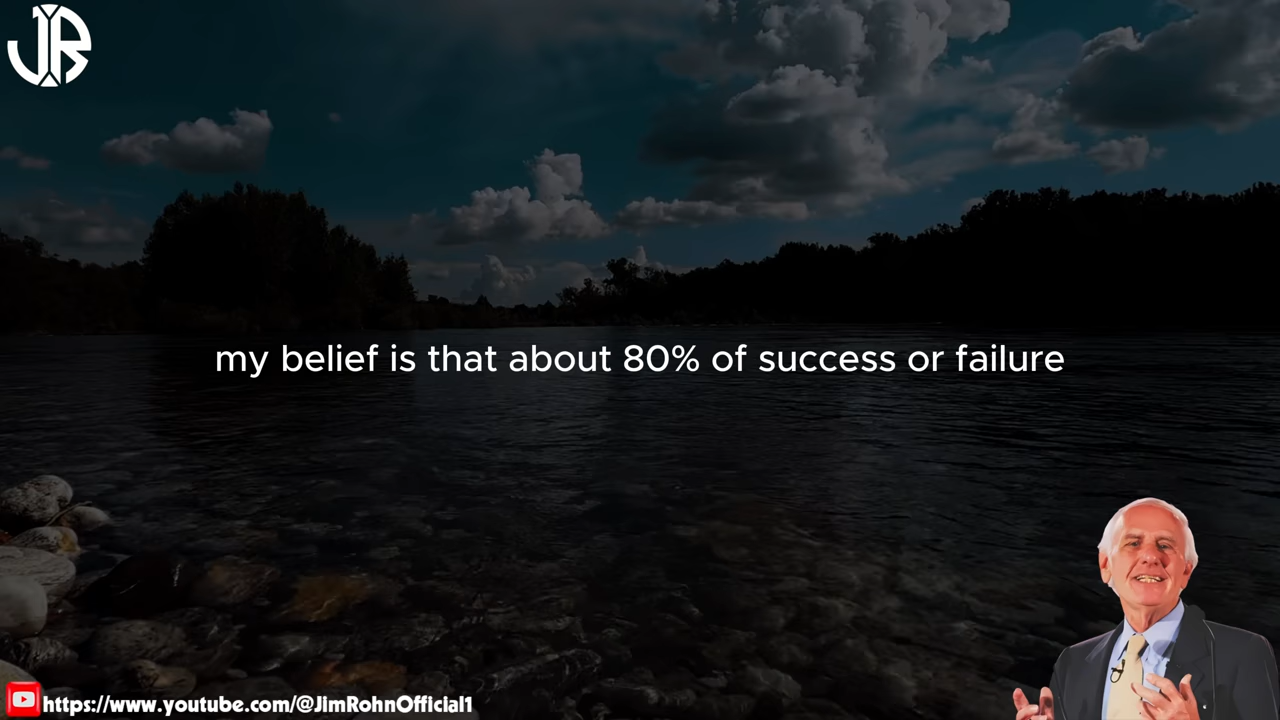 JR
my belief is that about 80% of success or failure
https://www.youtube.com/@JimRohnOfficial1